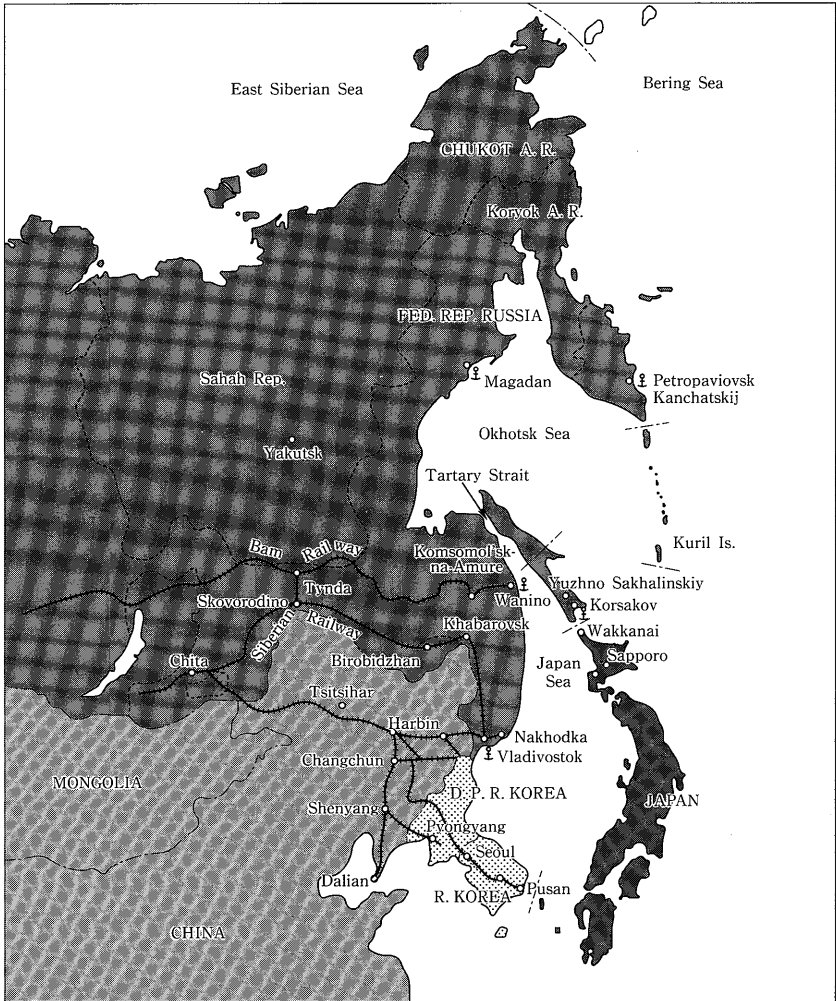 East Siberian Sea
Bering Sea
CHUKOT A. R.
Koryok A. R.
FED. REP. RUSSIA
Sahah Rep.
Magadan
Petropaviovsk
Kanchatskij
Okhotsk Sea
Yakutsk
Tartary Strait
Kuril Is.
Bam Rail way
Komsomol'sk-
na-Amure
Tynda
Wanino
Yuzhno Sakhalinskiy
Skovorodino
Korsakov
Siberian Railway
Khabarovsk
Wakkanai
Chita
Birobidzhan
Japan
Sea
Sapporo
Tsitsihar
Harbin
Nakhodka
Changchun
Vladivostok
MONGOLIA
D. P. R. KOREA
JAPAN
Shenyang
Pyongyang
Seoul
Dalian
R. KOREA
Pusan
CHINA